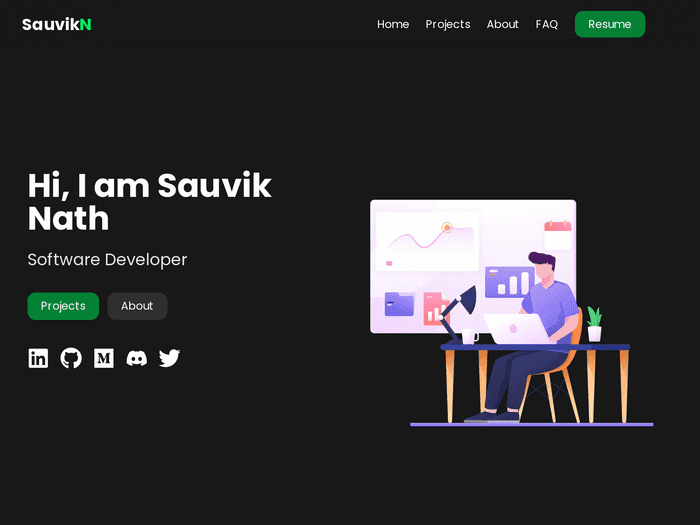 SauvikN
Home Projects About FAQ Resume
Hi, I am Sauvik
Nath
Software Developer
Projects About